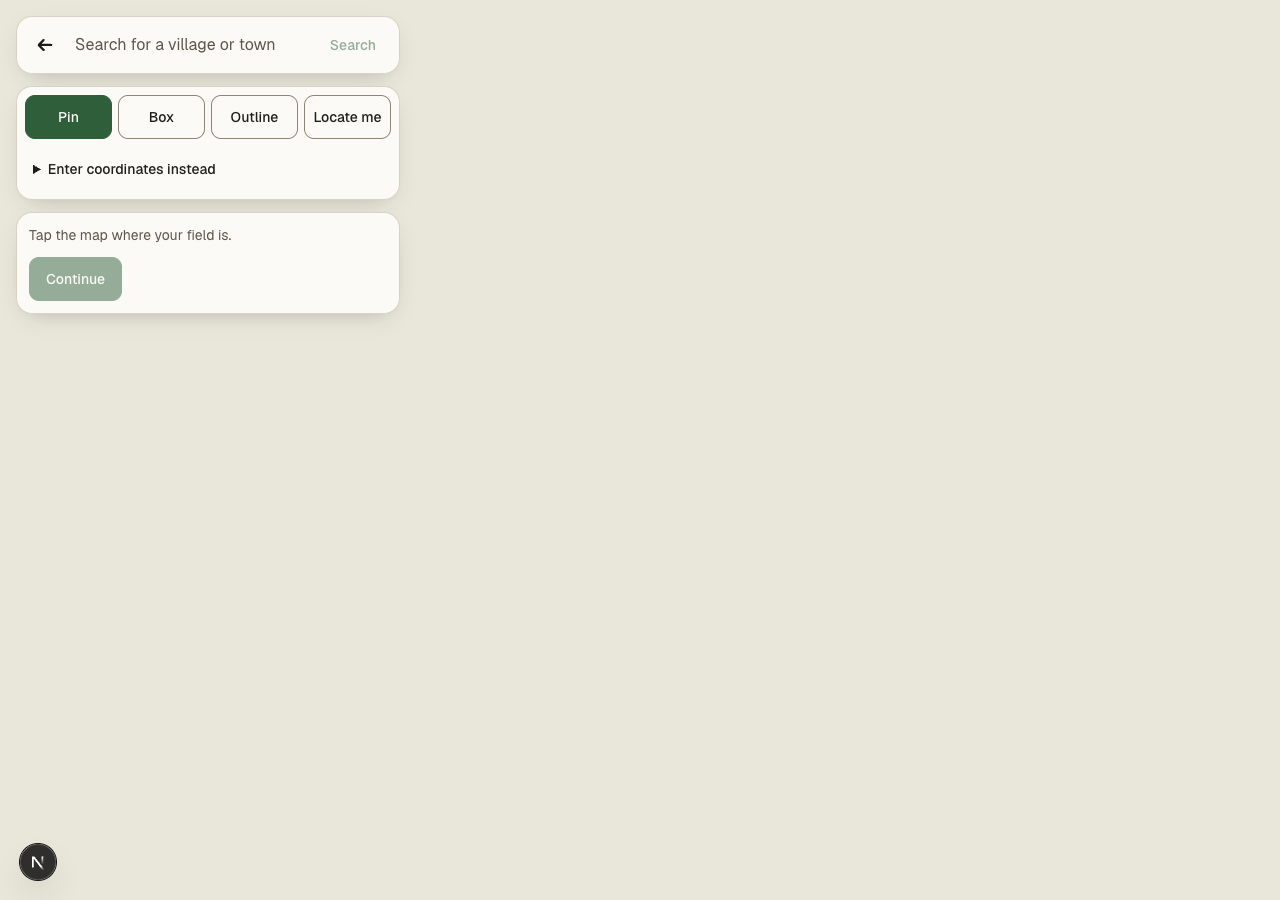 Search for a village or town
Search
Pin
Box
Outline
Locate me
Enter coordinates instead
Tap the map where your field is.
Continue
N